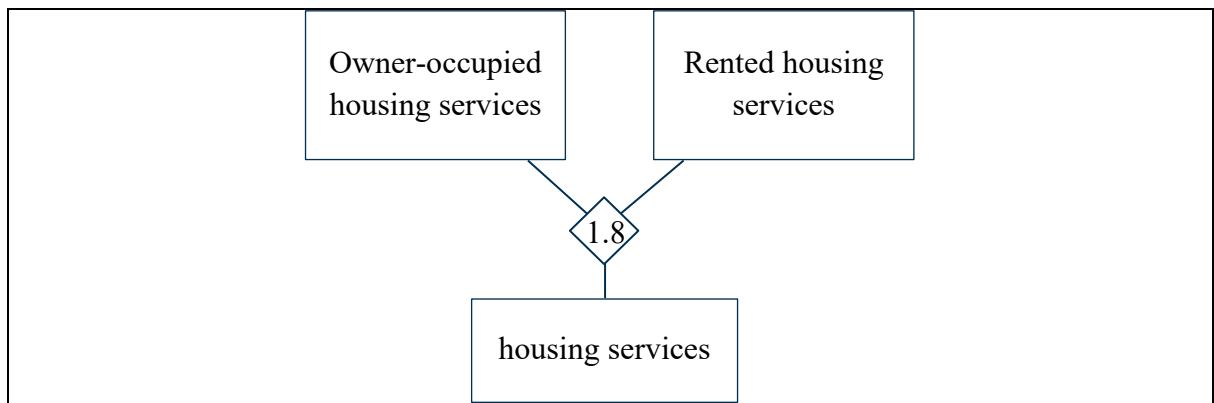 Owner-occupied
housing services
Rented housing
services
1.8
housing services